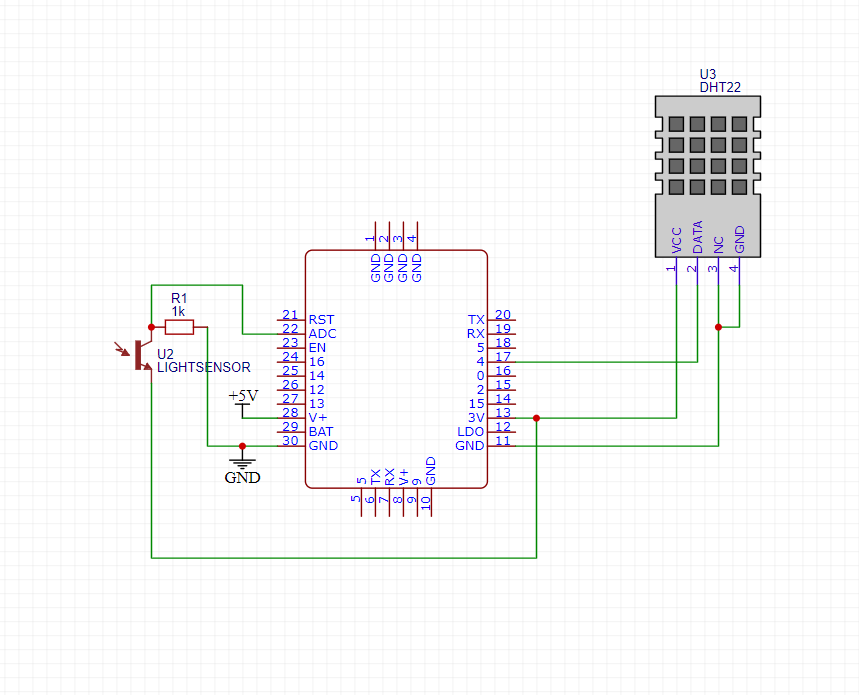 U3
DHT22
VCC
DATA
NC
GND
1
2
3
4
1
2
3
4
GND
GND
GND
GND
R1
1k
U2
LIGHTSENSOR
+5V
GND
21 RST
22 ADC
23 EN
24 16
25 14
26 12
27 13
28 V+
29 BAT
30 GND
TX 20
RX 19
5 18
4 17
0 16
2 15
15 14
3V 13
LDO 12
GND 11
5
TX
RX
V+
9
GND
5
6
7
8
9
10